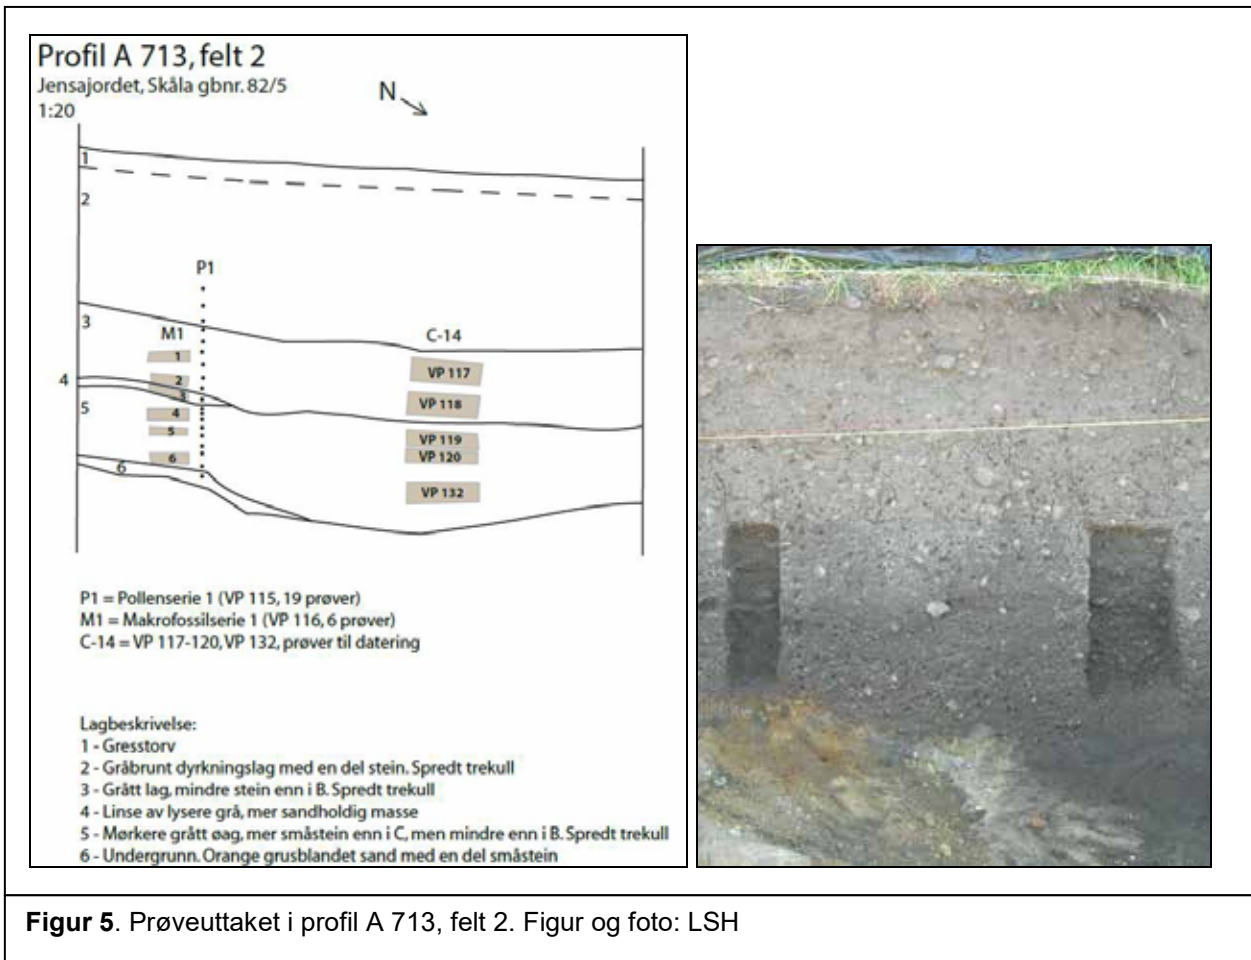 Profil A 713, felt 2
Jensajordet, Skåla gbnr. 82/5
1:20
N
1
2
P1
3
M1
C-14
1
VP 117
4
2
3
VP 118
5
4
5
VP 119
VP 120
6
6
VP 132
P1 = Pollenserie 1 (VP 115, 19 prøver)
M1 = Makrofossilserie 1 (VP 116, 6 prøver)
C-14 = VP 117-120, VP 132, prøver til datering
Lagbeskrivelse:
1 - Gresstorv
2 - Gråbrunt dyrkningslag med en del stein. Spredt trekull
3 - Grått lag, mindre stein enn i B. Spredt trekull
4 - Linse av lysere grå, mer sandholdig masse
5 - Mørkere grått øag, mer småstein enn i C, men mindre enn i B. Spredt trekull
6 - Undergrunn. Orange grusblandet sand med en del småstein
Figur 5. Prøveuttaket i profil A 713, felt 2. Figur og foto: LSH